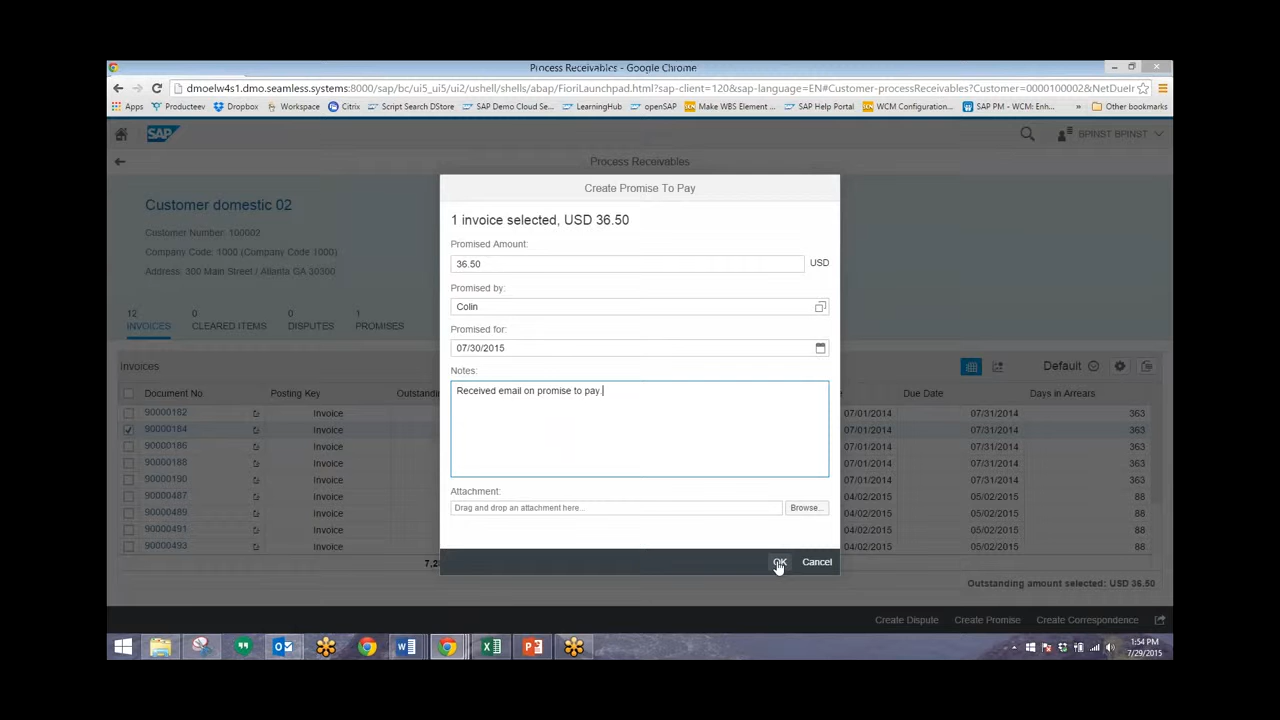 Process Receivables - Google Chrome
dmoelw4s1.dmo.seamless.systems:8000/sap/bc/ui5_ui5/ui2/ushell/shells/abap/FioriLaunchpad.html?sap-client=120&sap-language=EN#Customer-processReceivables?Customer=0000100002&NetDueIn
Apps Producteev Dropbox Workspace Citrix Script Search DStore SAP Demo Cloud Se... LearningHub openSAP Make WBS Element ... SAP Help Portal WCM Configuration... SAP PM - WCM: Enh... » Other bookmarks
SAP BPINST BPINST
Process Receivables
Create Promise To Pay
Customer domestic 02
1 invoice selected, USD 36.50
Customer Number: 100002
Promised Amount:
Company Code: 1000 (Company Code 1000)
36.50 USD
Address: 300 Main Street / Atlanta GA 30300
Promised by:
Colin
12 0 0 1
INVOICES CLEARED ITEMS DISPUTES PROMISES
Promised for:
07/30/2015
Invoices Default
Notes:
Received email on promise to pay
Document No Posting Key Due Date Days in Arrears
90000182 Invoice 07/01/2014 07/31/2014 363
90000184 Invoice 07/01/2014 07/31/2014 363
90000186 Invoice 07/01/2014 07/31/2014 363
90000188 Invoice 07/01/2014 07/31/2014 363
90000190 Invoice 07/01/2014 07/31/2014 363
90000487 Invoice 04/02/2015 05/02/2015 88
90000489 Invoice 04/02/2015 05/02/2015 88
90000491 Invoice 04/02/2015 05/02/2015 88
90000493 Invoice 04/02/2015 05/02/2015 88
Attachment:
Drag and drop an attachment here... Browse...
OK Cancel
Outstanding amount selected: USD 36.50
Create Dispute Create Promise Create Correspondence
1:54 PM
7/29/2015